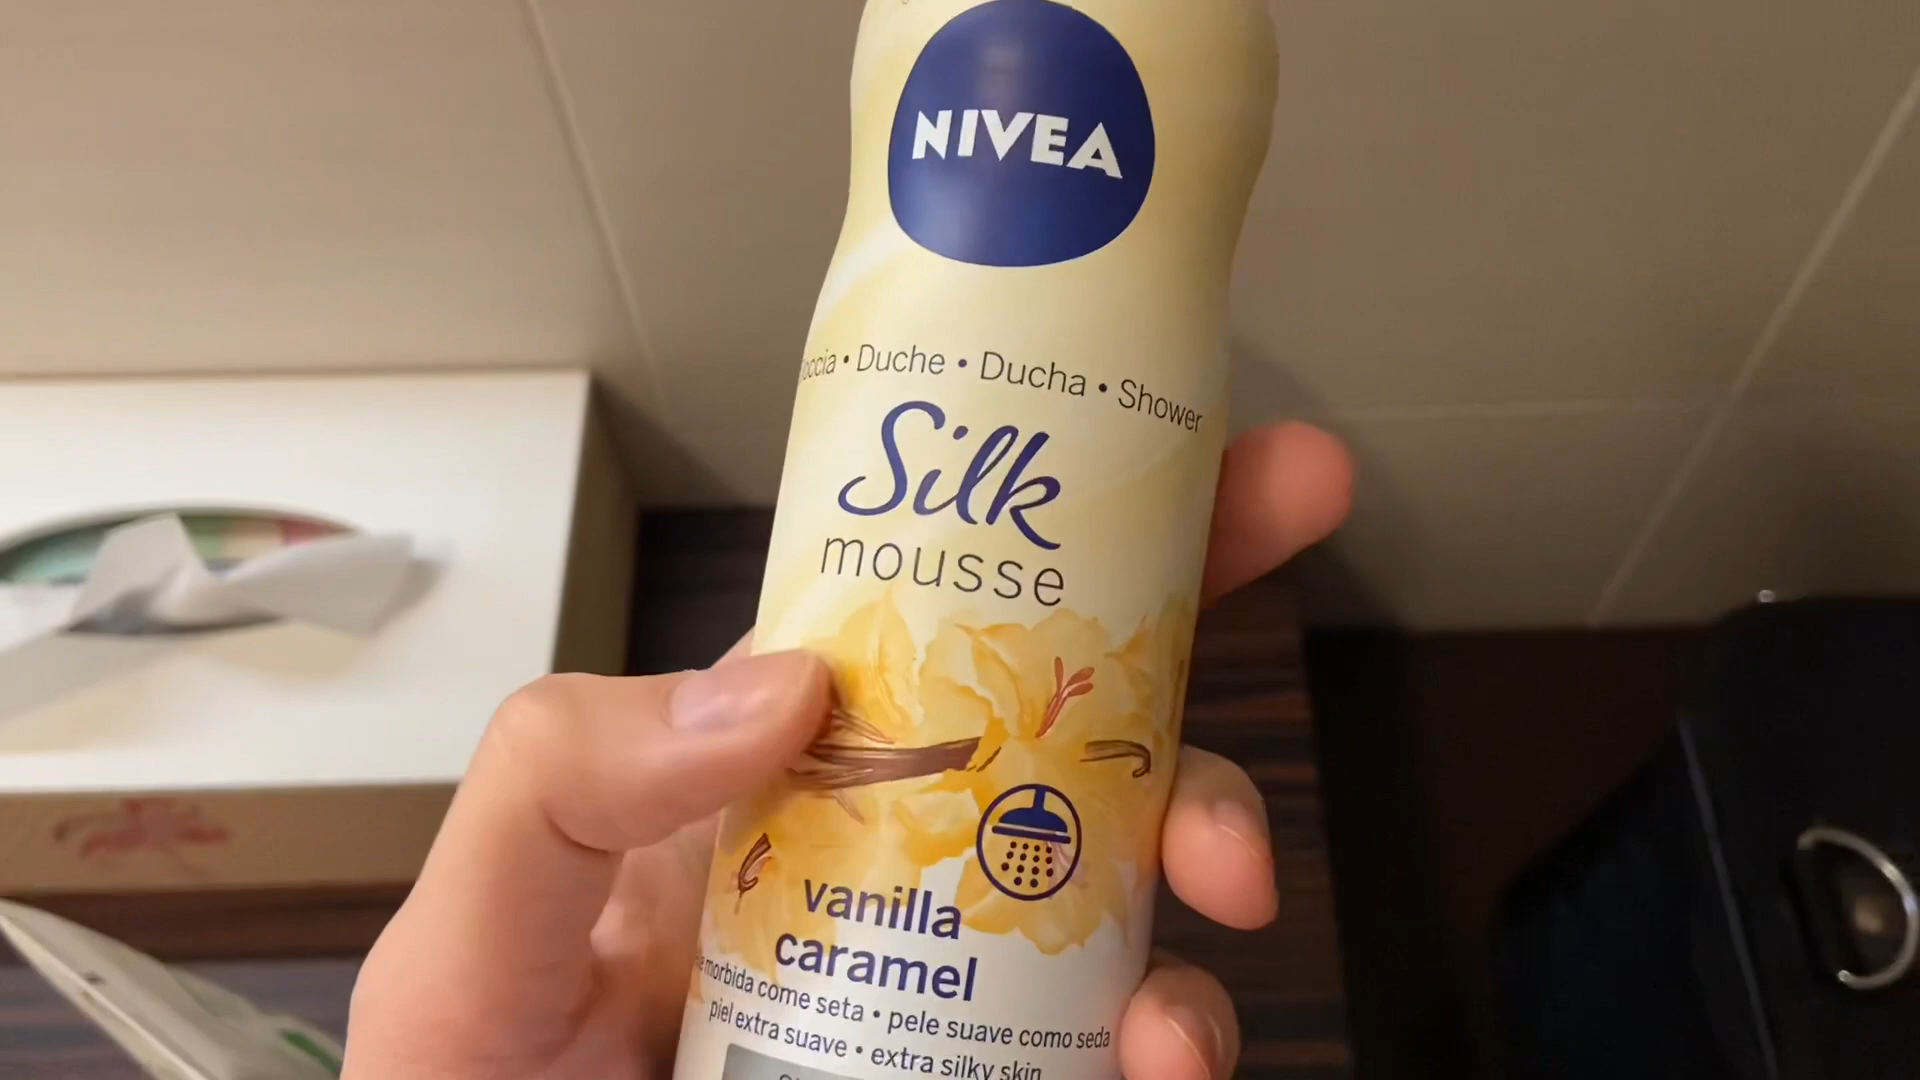 NIVEA
Duche • Ducha • Shower
Silk
mousse
vanilla
caramel
morbida come seta • pele suave como seda
piel extra suave • extra silky skin